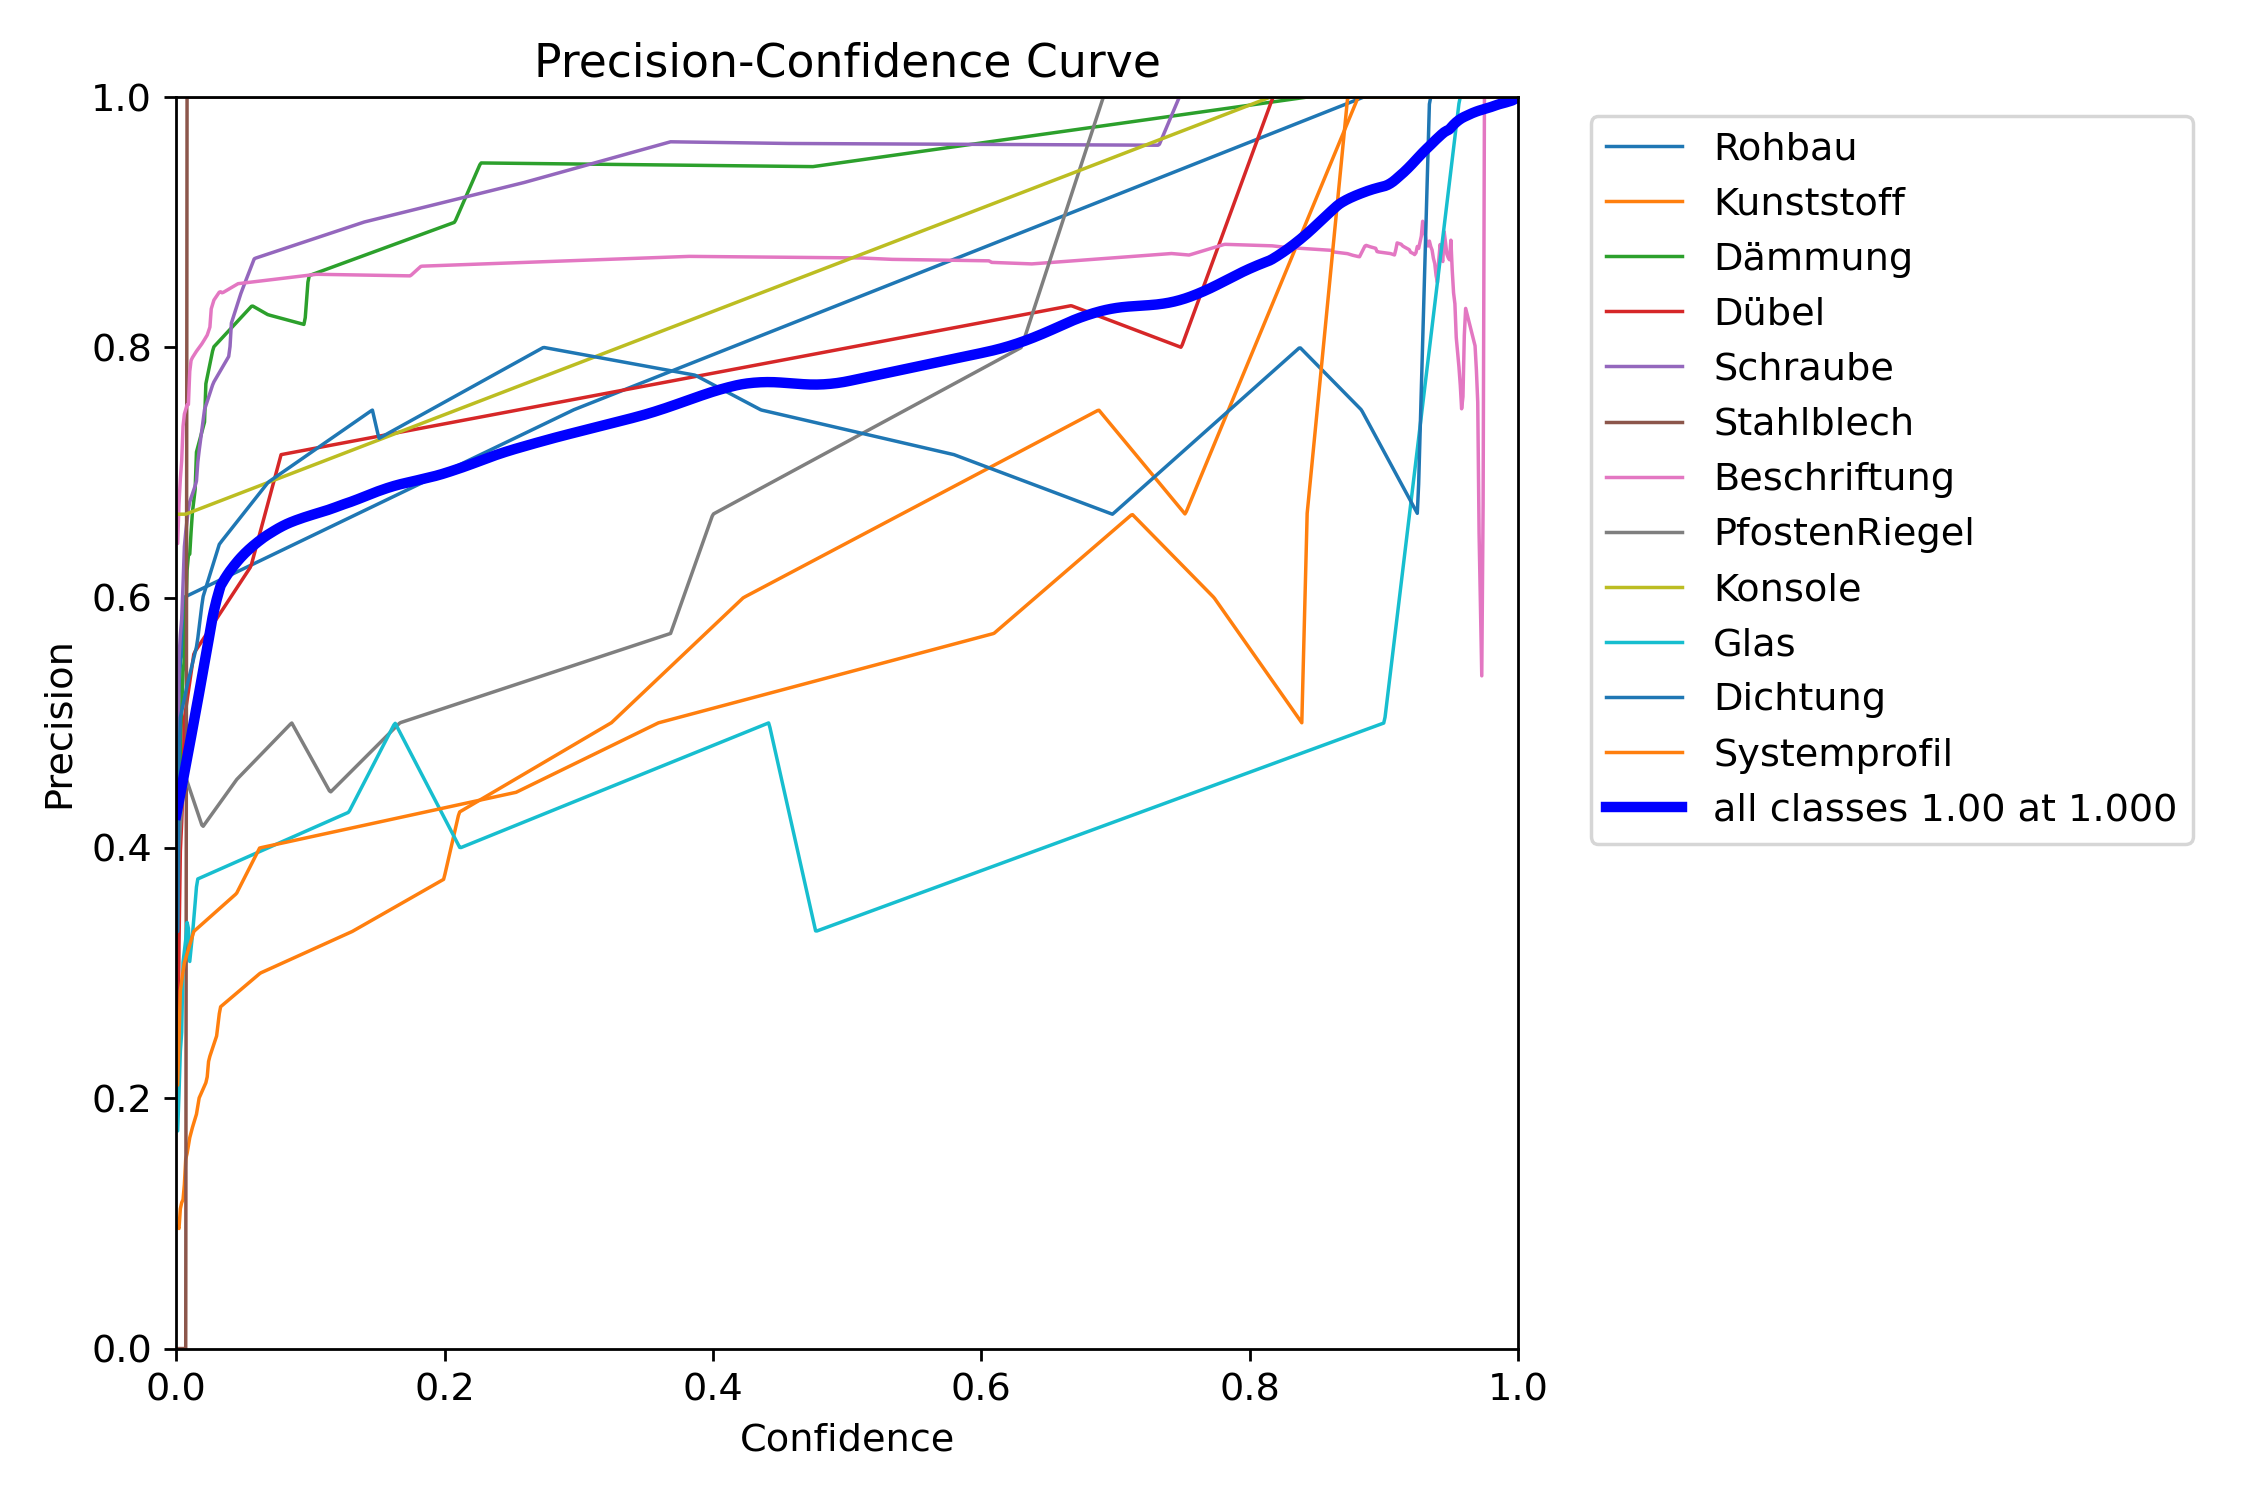 Precision-Confidence Curve
1.0
0.8
0.6
0.4
0.2
0.0
Precision
0.0 0.2 0.4 0.6 0.8 1.0
Confidence
Rohbau
Kunststoff
Dämmung
Dübel
Schraube
Stahlblech
Beschriftung
PfostenRiegel
Konsole
Glas
Dichtung
Systemprofil
all classes 1.00 at 1.000